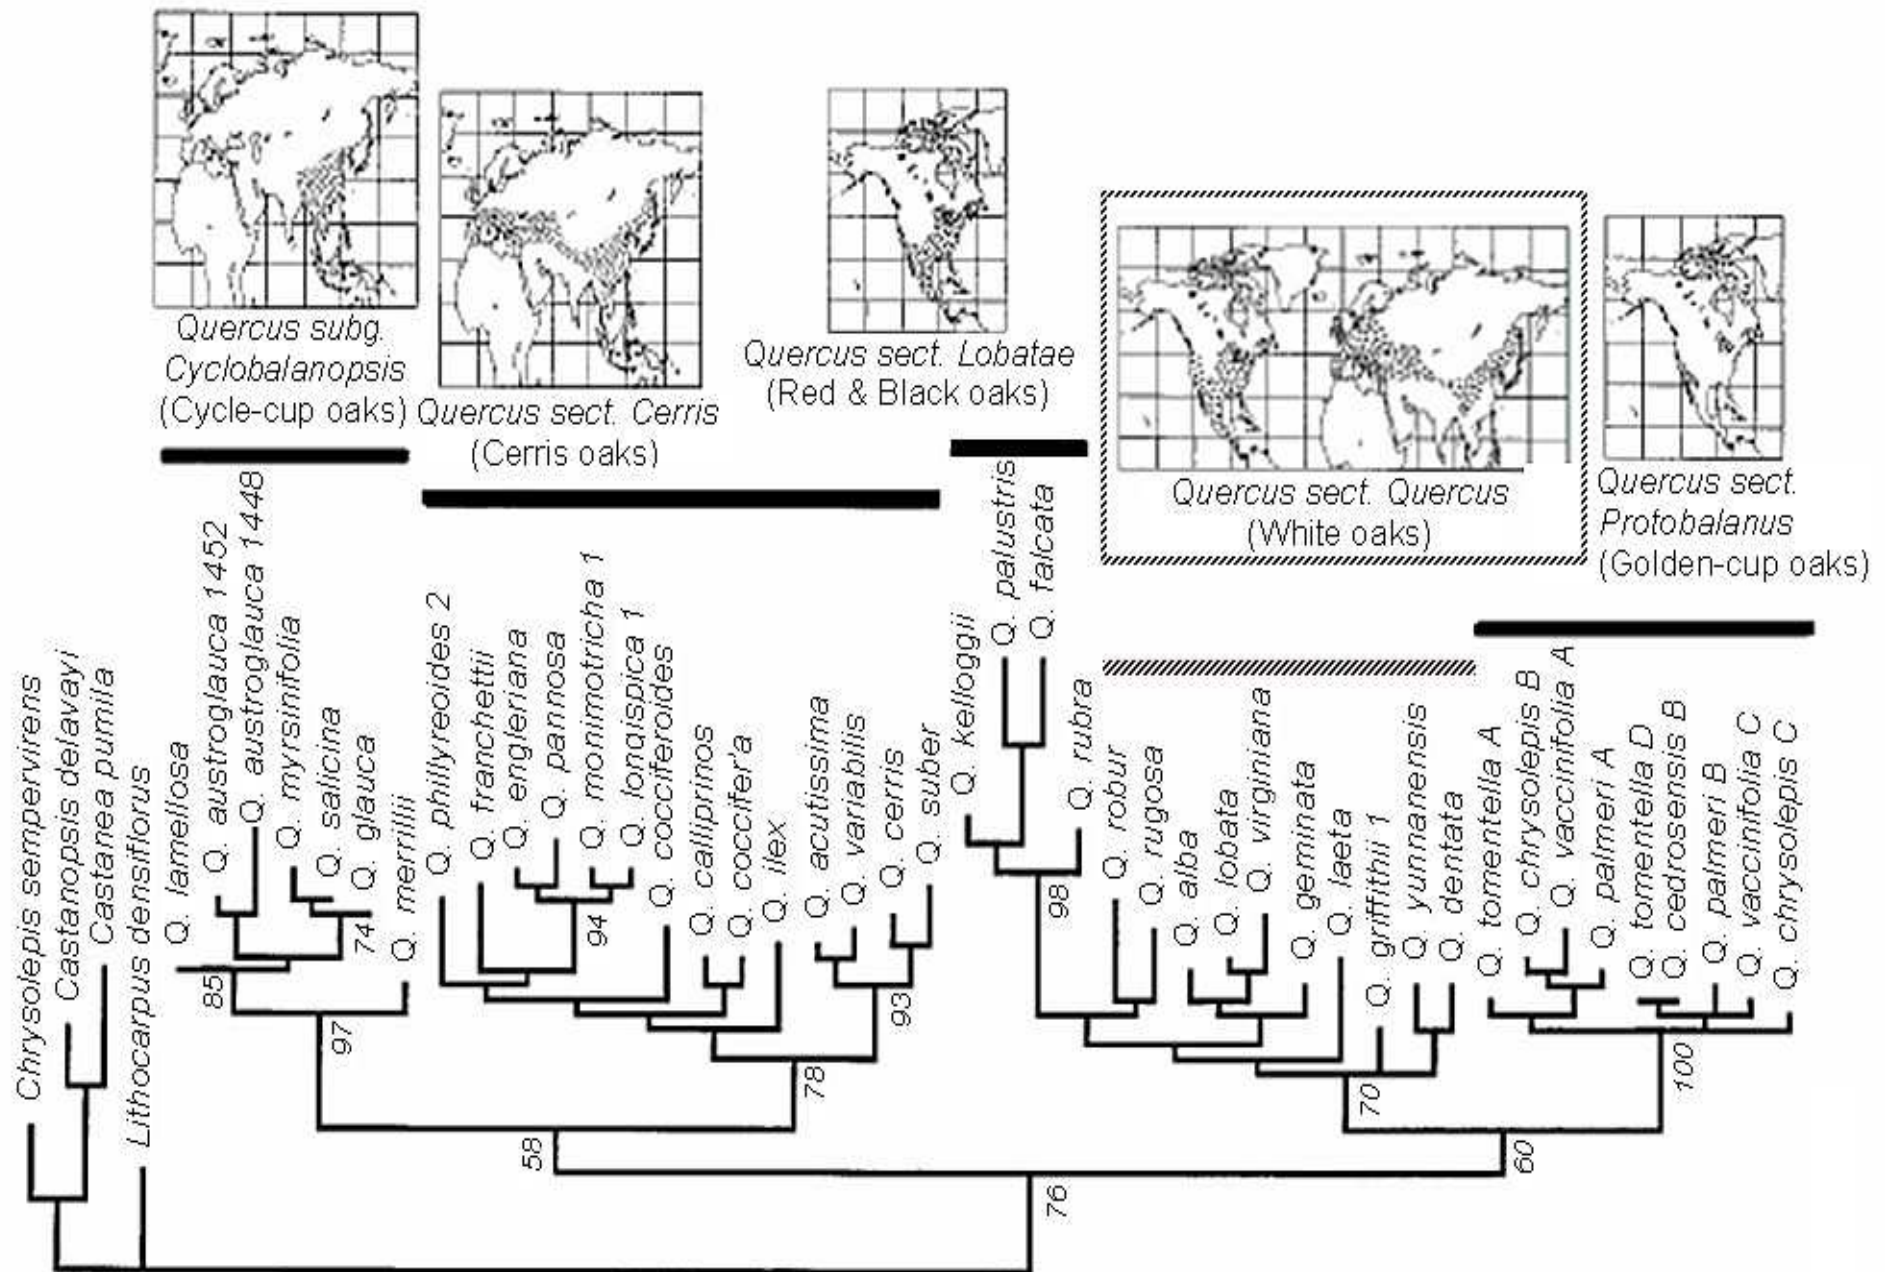 Quercus subg.
Cyclobalanopsis
(Cycle-cup oaks)
Quercus sect. Cerris
(Cerris oaks)
Quercus sect. Lobatae
(Red & Black oaks)
Quercus sect. Quercus
(White oaks)
Quercus sect.
Protobalanus
(Golden-cup oaks)
Chrysolepis sempervirens
Castanopsis delavayi
Castanea pumila
Lithocarpus densiflorus
Q. lamellosa
Q. austroglauca 1452
Q. austroglauca 1448
Q. myrsinifolia
Q. salicina
Q. glauca
Q. merrilii
Q. phillyreoides 2
Q. franchettii
Q. engleriana
Q. pannosa
Q. monimotricha 1
Q. longispica 1
Q. cocciferoides
Q. calliprinos
Q. coccifer'a
Q. ilex
Q. acutissima
Q. variabilis
Q. cerris
Q. suber
Q. kelloggii
Q. palustris
Q. falcata
Q. rubra
Q. robur
Q. rugosa
Q. alba
Q. lobata
Q. virginiana
Q. geminata
Q. laeta
Q. griffithii 1
Q. yunnanensis
Q. dentata
Q. tomentella A
Q. chrysolepis B
Q. vaccinifolia A
Q. palmeri A
Q. tomentella D
Q. cedrosensis B
Q. palmeri B
Q. vaccinifolia C
Q. chrysolepis C
85
74
97
94
93
78
58
98
70
100
60
76